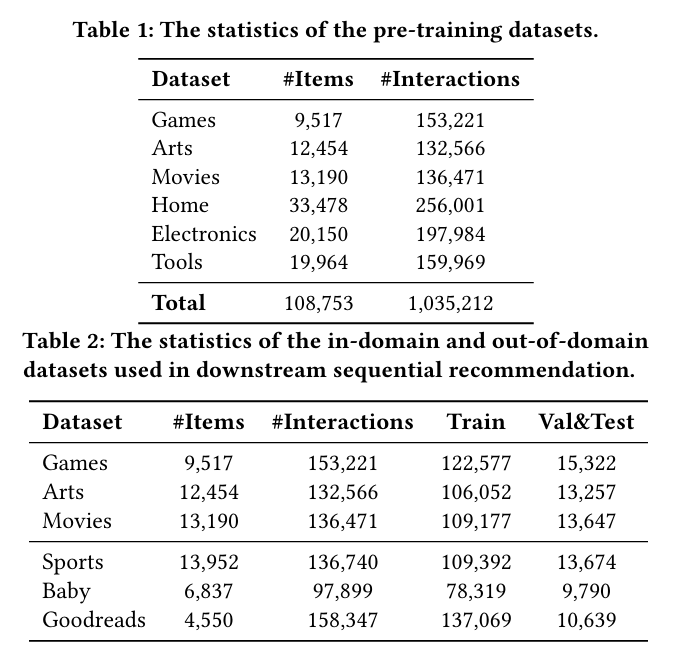 Table 1: The statistics of the pre-training datasets.
Dataset #Items #Interactions
Games 9,517 153,221
Arts 12,454 132,566
Movies 13,190 136,471
Home 33,478 256,001
Electronics 20,150 197,984
Tools 19,964 159,969
Total 108,753 1,035,212
Table 2: The statistics of the in-domain and out-of-domain
datasets used in downstream sequential recommendation.
Dataset #Items #Interactions Train Val&Test
Games 9,517 153,221 122,577 15,322
Arts 12,454 132,566 106,052 13,257
Movies 13,190 136,471 109,177 13,647
Sports 13,952 136,740 109,392 13,674
Baby 6,837 97,899 78,319 9,790
Goodreads 4,550 158,347 137,069 10,639